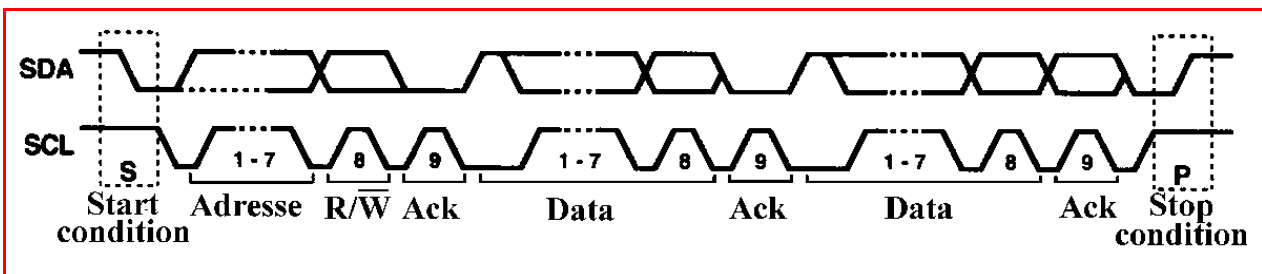 SDA
SCL
1 - 7 8 9 1 - 7 8 9 1 - 7 8 9
S P
Start Adresse R/W̅ Ack Data Ack Data Ack Stop
condition condition